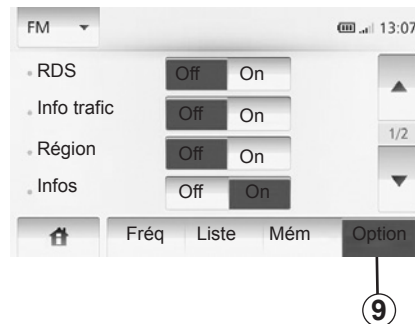 FM 13:07
RDS Off On
Info trafic Off On
1/2
Région Off On
Infos Off On
Fréq Liste Mém Option
9